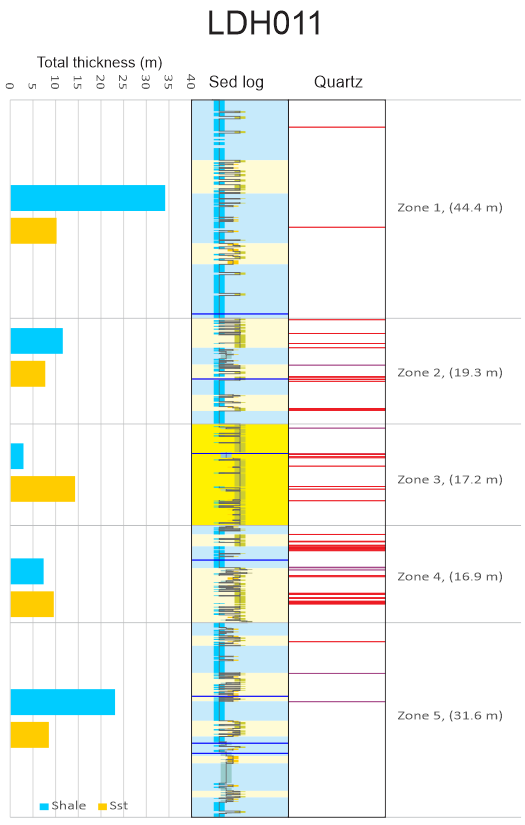 LDH011
Total thickness (m)
Sed log
Quartz
0 5 10 15 20 25 30 35 40
Zone 1, (44.4 m)
Zone 2, (19.3 m)
Zone 3, (17.2 m)
Zone 4, (16.9 m)
Zone 5, (31.6 m)
Shale Sst